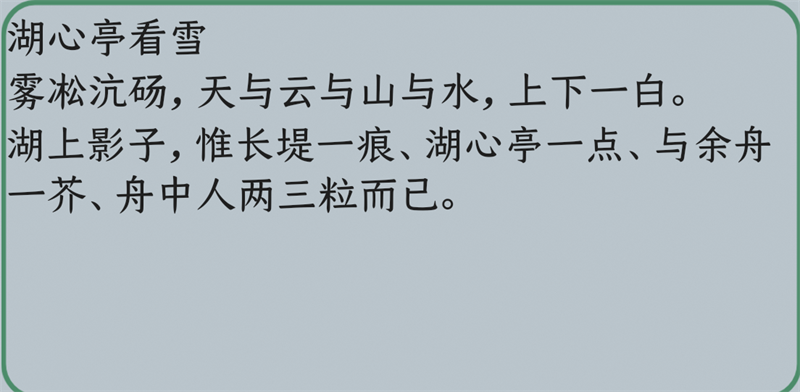 湖心亭看雪
雾凇沆砀，天与云与山与水，上下一白。
湖上影子，惟长堤一痕、湖心亭一点、与余舟
一芥、舟中人两三粒而已。